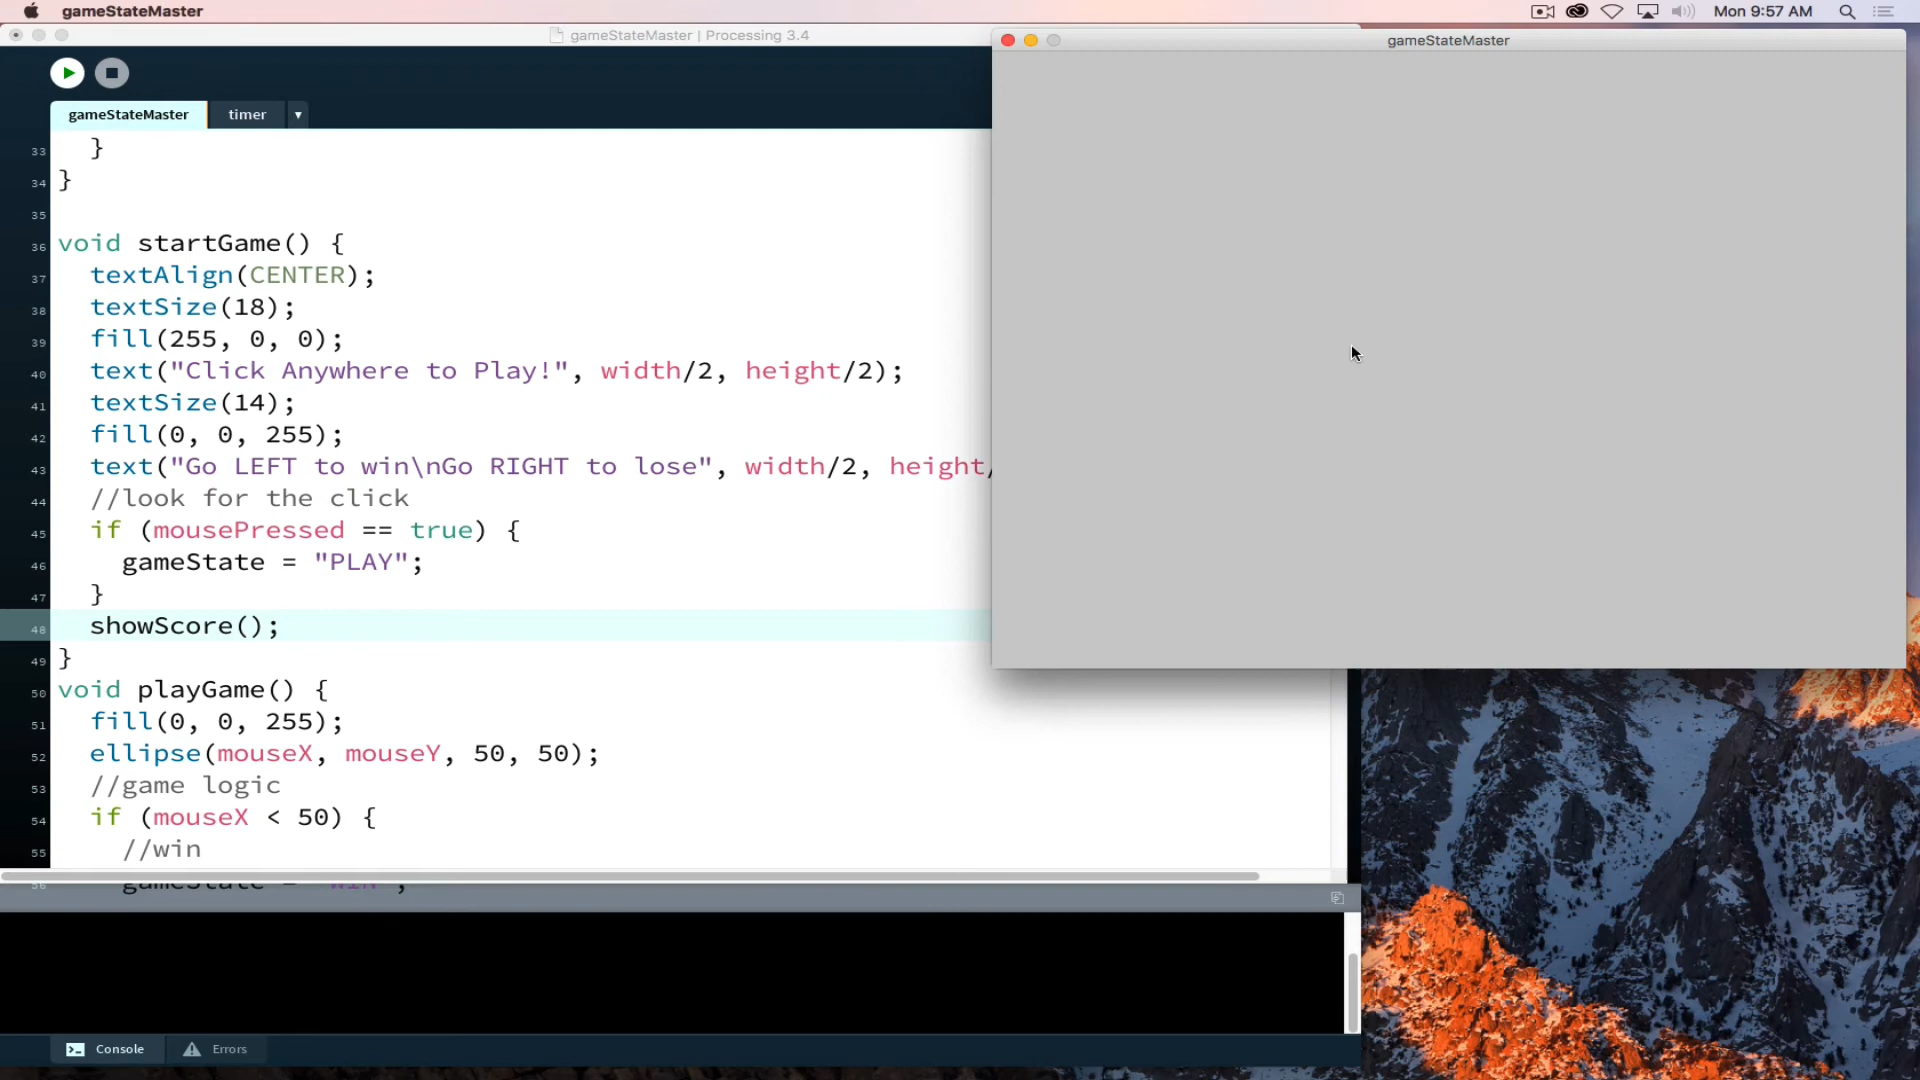 gameStateMaster
Mon 9:57 AM
gameStateMaster | Processing 3.4
gameStateMaster
gameStateMaster timer
33 }
34 }
35
36 void startGame() {
37 textAlign(CENTER);
38 textSize(18);
39 fill(255, 0, 0);
40 text("Click Anywhere to Play!", width/2, height/2);
41 textSize(14);
42 fill(0, 0, 255);
43 text("Go LEFT to win\nGo RIGHT to lose", width/2, height/
44 //look for the click
45 if (mousePressed == true) {
46 gameState = "PLAY";
47 }
48 showScore();
49 }
50 void playGame() {
51 fill(0, 0, 255);
52 ellipse(mouseX, mouseY, 50, 50);
53 //game logic
54 if (mouseX < 50) {
55 //win
56 gameState = "WIN";
Console Errors